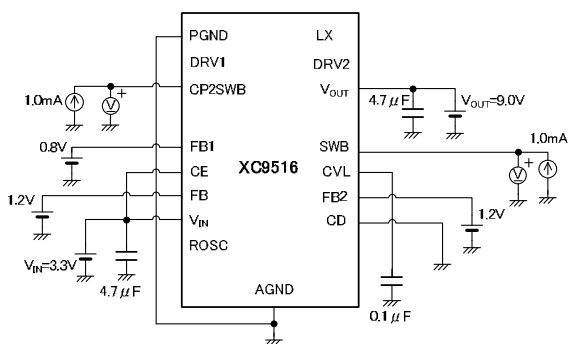 PGND LX
DRV1 DRV2
CP2SWB VOUT
1.0mA 4.7μF VOUT=9.0V
0.8V FB1 SWB 1.0mA
CE XC9516 CVL
1.2V FB FB2
VIN CD 1.2V
VIN=3.3V ROSC
4.7μF AGND 0.1μF
V + V +